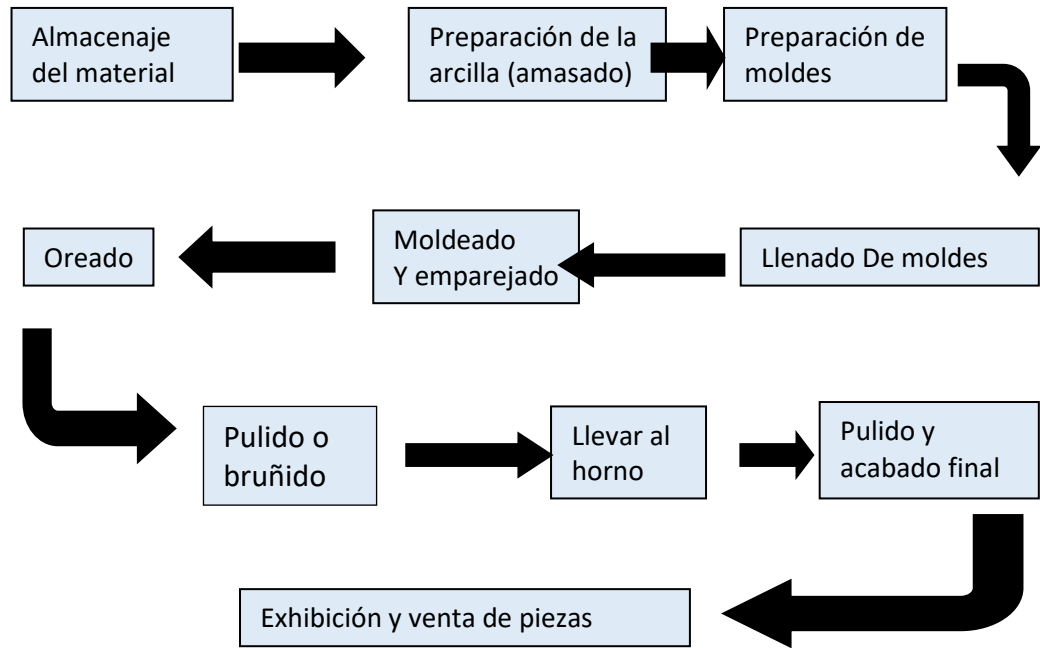 Almacenaje
del material
Preparación de la
arcilla (amasado)
Preparación de
moldes
Llenado De moldes
Moldeado
Y emparejado
Oreado
Pulido o
bruñido
Llevar al
horno
Pulido y
acabado final
Exhibición y venta de piezas